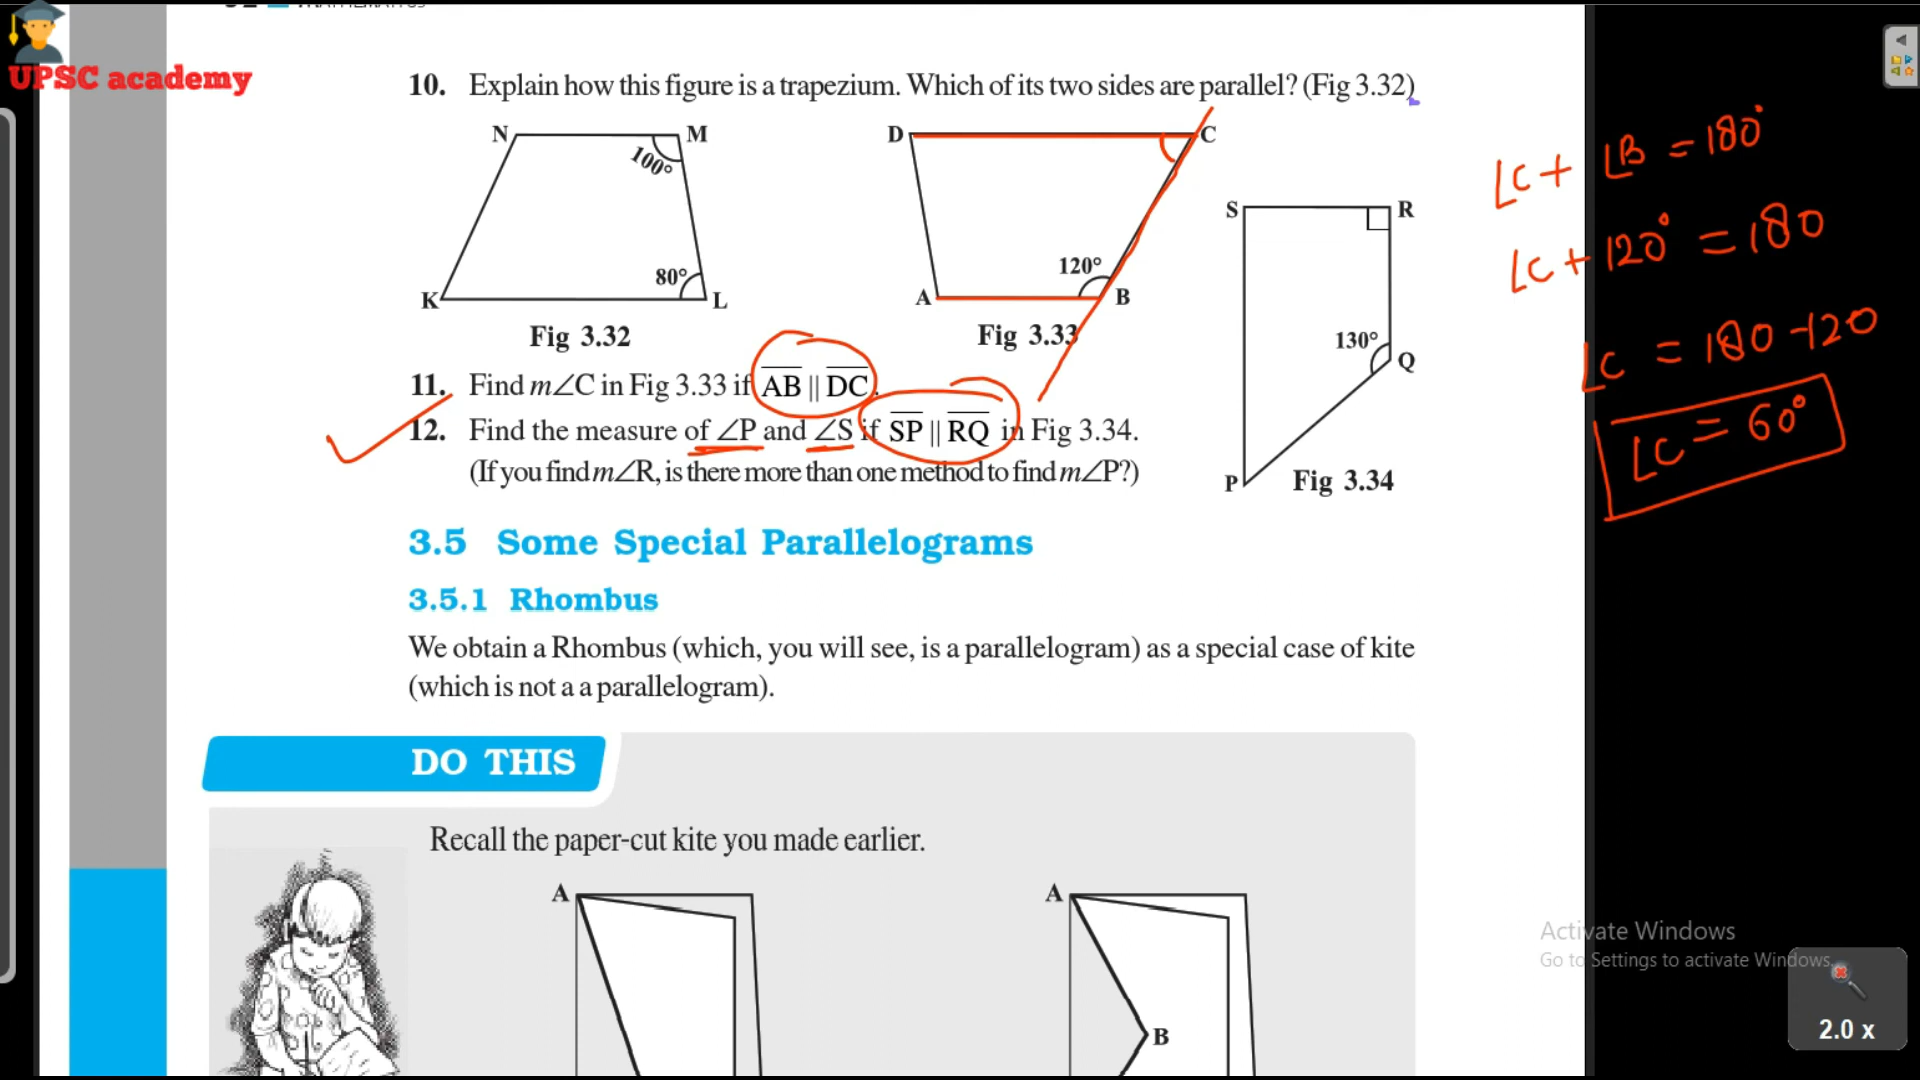 UPSC academy
10. Explain how this figure is a trapezium. Which of its two sides are parallel? (Fig 3.32)
N M
100°
80°
K L
Fig 3.32
D C
120°
A B
Fig 3.33
S R
130°
Q
P
Fig 3.34
11. Find m∠C in Fig 3.33 if AB || DC.
12. Find the measure of ∠P and ∠S if SP || RQ in Fig 3.34.
(If you find m∠R, is there more than one method to find m∠P?)
∠C + ∠B = 180°
∠C + 120° = 180
∠C = 180 - 120
∠C = 60°
3.5 Some Special Parallelograms
3.5.1 Rhombus
We obtain a Rhombus (which, you will see, is a parallelogram) as a special case of kite
(which is not a a parallelogram).
DO THIS
Recall the paper-cut kite you made earlier.
A
A
B
Activate Windows
Go to Settings to activate Windows.
2.0 x